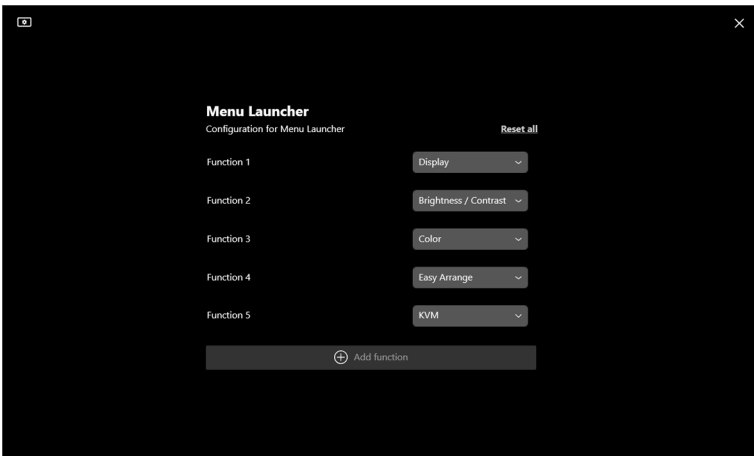 Menu Launcher
Configuration for Menu Launcher Reset all
Function 1 Display
Function 2 Brightness / Contrast
Function 3 Color
Function 4 Easy Arrange
Function 5 KVM
Add function